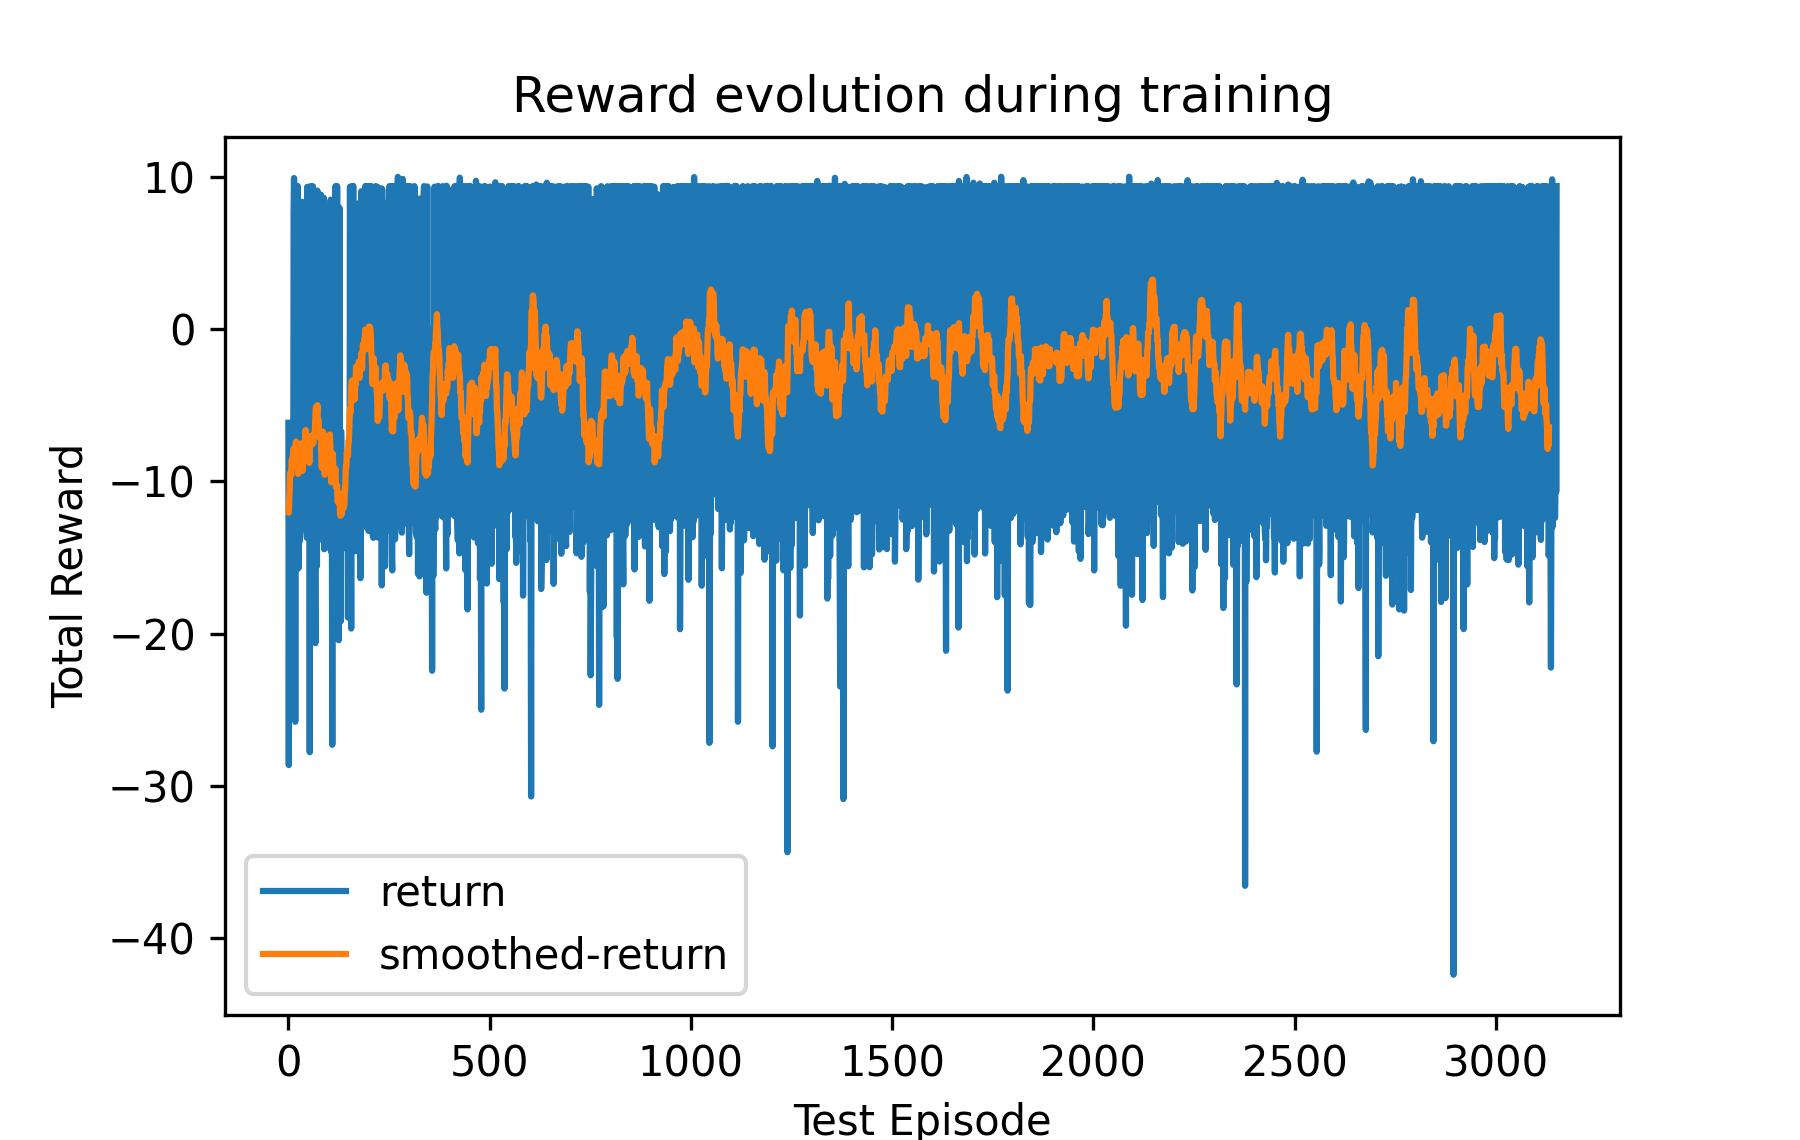 Reward evolution during training
10
0
−10
−20
−30
−40
Total Reward
return
smoothed-return
0 500 1000 1500 2000 2500 3000
Test Episode